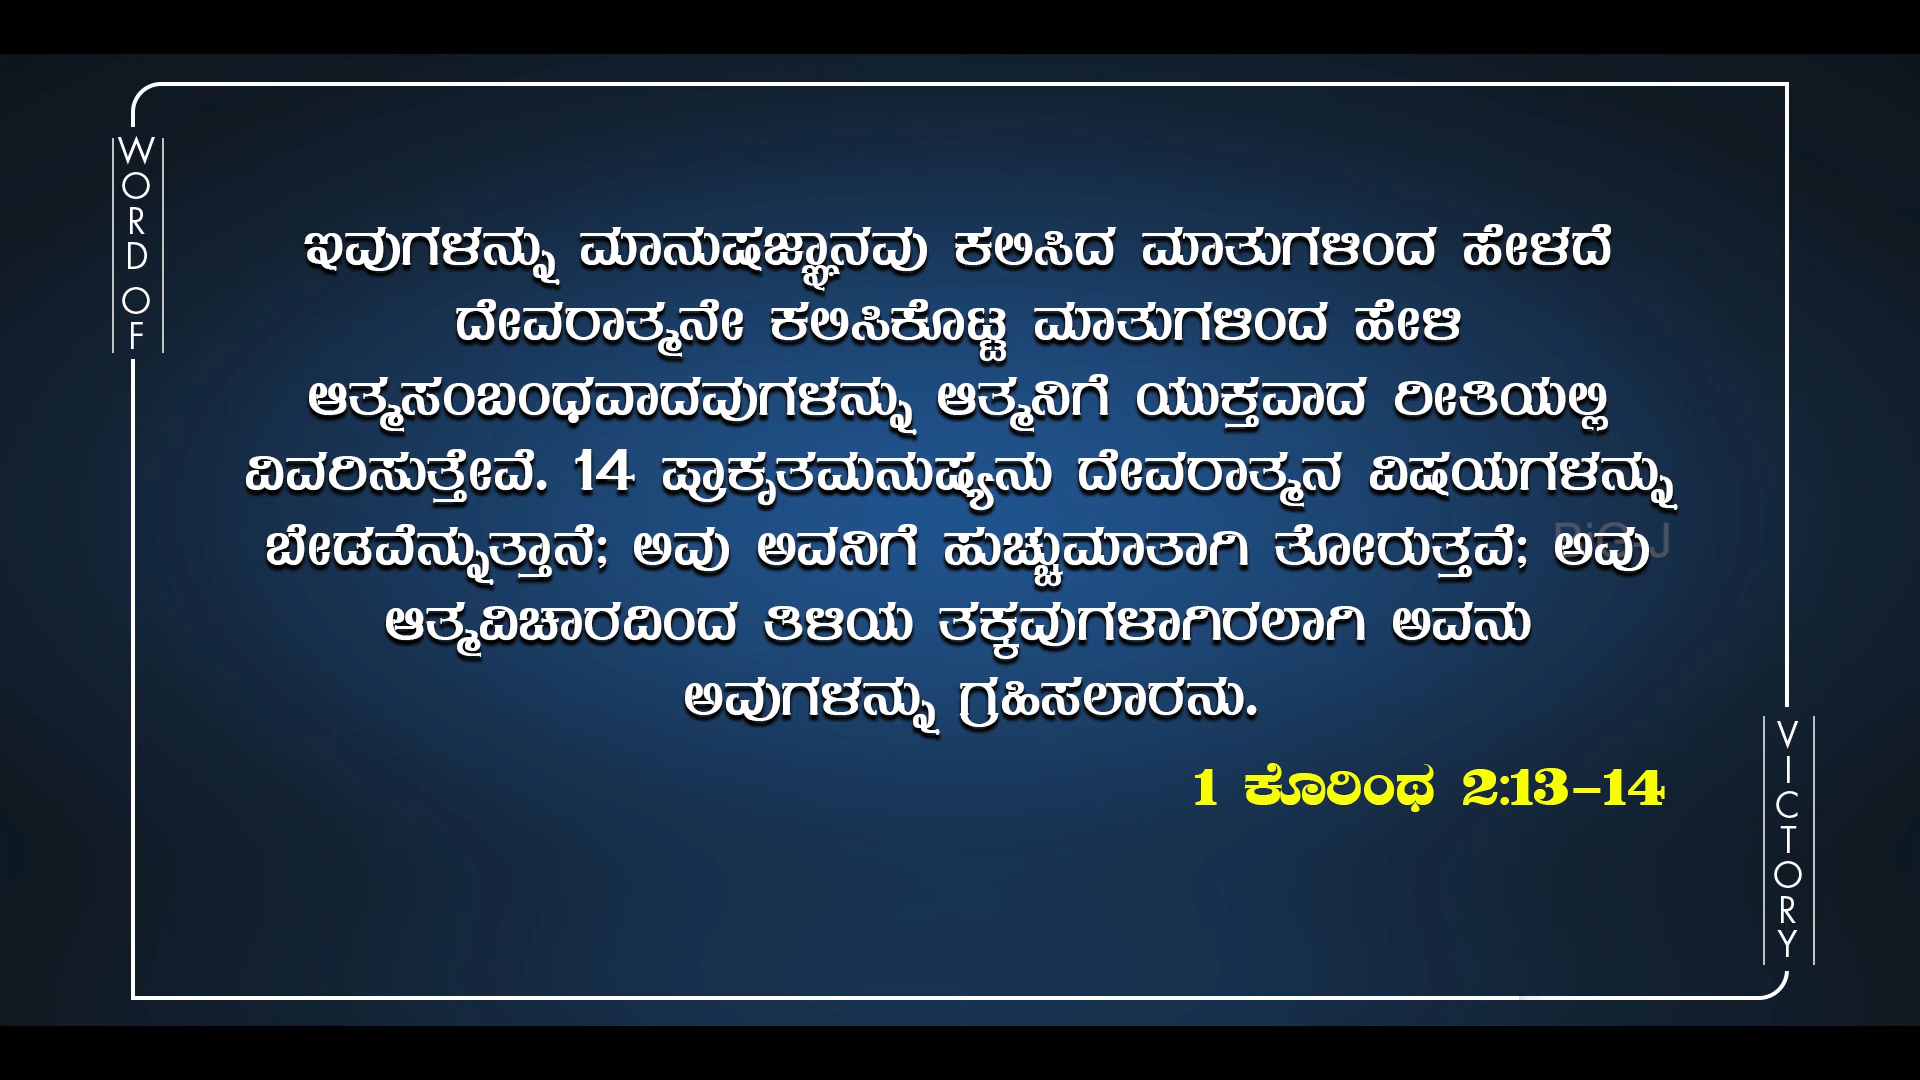 WORD OF
ಇವುಗಳನ್ನು ಮಾನುಷಜ್ಞಾನವು ಕಲಿಸಿದ ಮಾತುಗಳಿಂದ ಹೇಳದೆ
ದೇವರಾತ್ಮನೇ ಕಲಿಸಿಕೊಟ್ಟ ಮಾತುಗಳಿಂದ ಹೇಳಿ
ಆತ್ಮಸಂಬಂಧವಾದವುಗಳನ್ನು ಆತ್ಮನಿಗೆ ಯುಕ್ತವಾದ ರೀತಿಯಲ್ಲಿ
ವಿವರಿಸುತ್ತೇವೆ. 14 ಪ್ರಾಕೃತಮನುಷ್ಯನು ದೇವರಾತ್ಮನ ವಿಷಯಗಳನ್ನು
ಬೇಡವೆನ್ನುತ್ತಾನೆ; ಅವು ಅವನಿಗೆ ಹುಚ್ಚುಮಾತಾಗಿ ತೋರುತ್ತವೆ; ಅವು
ಆತ್ಮವಿಚಾರದಿಂದ ತಿಳಿಯ ತಕ್ಕವುಗಳಾಗಿರಲಾಗಿ ಅವನು
ಅವುಗಳನ್ನು ಗ್ರಹಿಸಲಾರನು.
1 ಕೊರಿಂಥ 2:13-14
VICTORY